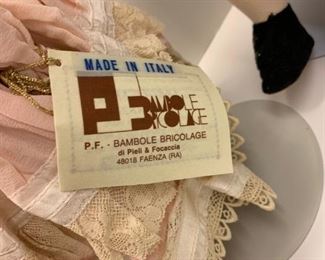 MADE IN ITALY
PF BAMBOLE
BRICOLAGE
P.F. - BAMBOLE BRICOLAGE
di Pieli & Focaccia
48018 FAENZA (RA)